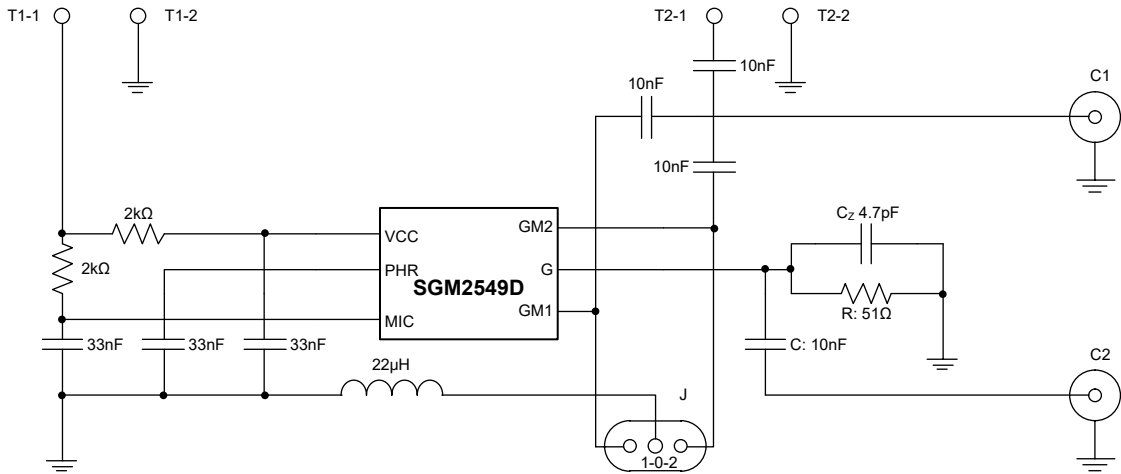 T1-1
T1-2
T2-1
T2-2
10nF
10nF
C1
10nF
2kΩ
CZ 4.7pF
VCC
GM2
2kΩ
PHR
G
SGM2549D
GM1
R: 51Ω
MIC
33nF
33nF
33nF
C: 10nF
C2
22μH
J
1-0-2